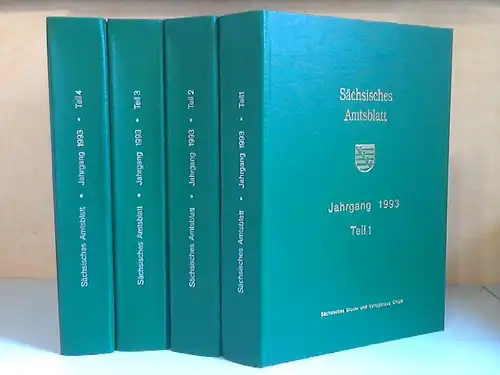 Sächsisches Amtsblatt • Jahrgang 1993 • Teil 4
Sächsisches Amtsblatt • Jahrgang 1993 • Teil 3
Sächsisches Amtsblatt • Jahrgang 1993 • Teil 2
Sächsisches Amtsblatt • Jahrgang 1993 • Teil 1
Sächsisches
Amtsblatt
Jahrgang 1993
Teil 1
Sächsisches Druck- und Verlagshaus GmbH